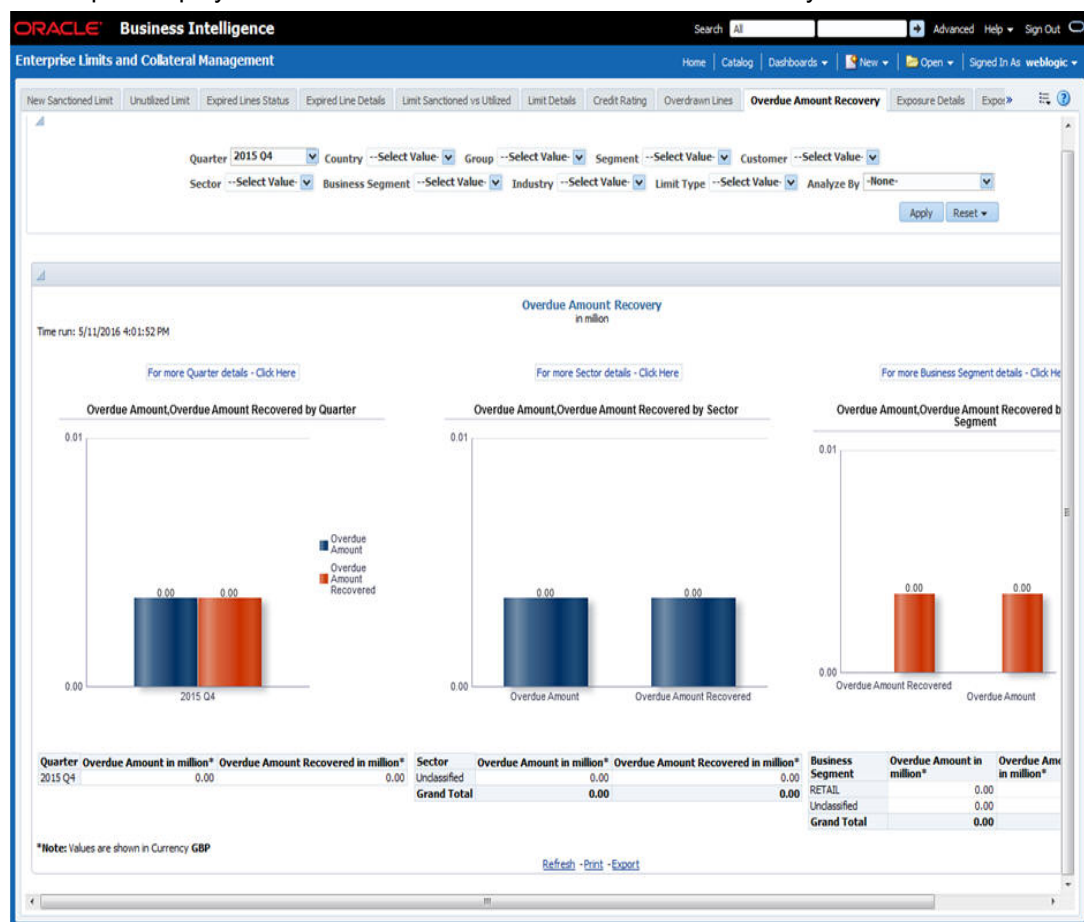 ORACLE Business Intelligence
Search All Advanced Help Sign Out
Enterprise Limits and Collateral Management
Home Catalog Dashboards New Open Signed In As weblogic
New Sanctioned Limit Unutilized Limit Expired Lines Status Expired Line Details Limit Sanctioned vs Utilized Limit Details Credit Rating Overdrawn Lines Overdue Amount Recovery Exposure Details Expo »
Quarter 2015 Q4 Country --Select Value- Group --Select Value- Segment --Select Value- Customer --Select Value-
Sector --Select Value- Business Segment --Select Value- Industry --Select Value- Limit Type --Select Value- Analyze By -None-
Apply Reset
Overdue Amount Recovery
in million
Time run: 5/11/2016 4:01:52 PM
For more Quarter details - Click Here
For more Sector details - Click Here
For more Business Segment details - Click He
Overdue Amount,Overdue Amount Recovered by Quarter
0.01
0.00 0.00
0.00
2015 Q4
Overdue
Amount
Overdue
Amount
Recovered
Overdue Amount,Overdue Amount Recovered by Sector
0.01
0.00 0.00
0.00
Overdue Amount Overdue Amount Recovered
Overdue Amount,Overdue Amount Recovered b
Segment
0.01
0.00 0.00
0.00
Overdue Amount Recovered
Overdue Amount
Quarter Overdue Amount in million* Overdue Amount Recovered in million*
2015 Q4 0.00 0.00
Sector Overdue Amount in million* Overdue Amount Recovered in million*
Unclassified 0.00 0.00
Grand Total 0.00 0.00
Business Segment Overdue Amount in million* Overdue Amo in million*
RETAIL 0.00
Unclassified 0.00
Grand Total 0.00
*Note: Values are shown in Currency GBP
Refresh - Print - Export